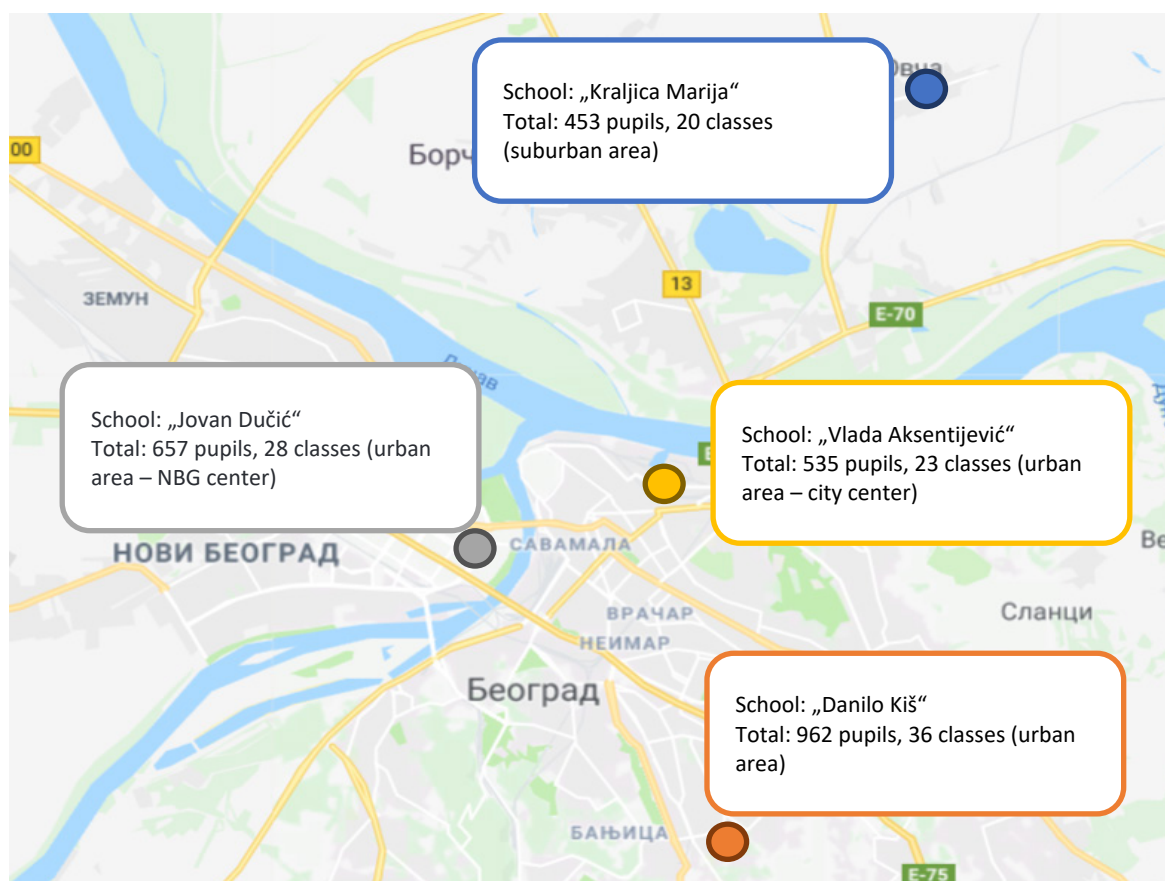 School: „Kraljica Marija“
Total: 453 pupils, 20 classes
(suburban area)
00
13
ЗЕМУН
E-70
School: „Jovan Dučić“
Total: 657 pupils, 28 classes (urban
area – NBG center)
School: „Vlada Aksentijević“
Total: 535 pupils, 23 classes (urban
area – city center)
НОВИ БЕОГРАД
САВАМАЛА
ВРАЧАР
Сланци
НЕИМАР
Београд
School: „Danilo Kiš“
Total: 962 pupils, 36 classes (urban
area)
БАЊИЦА
E-75